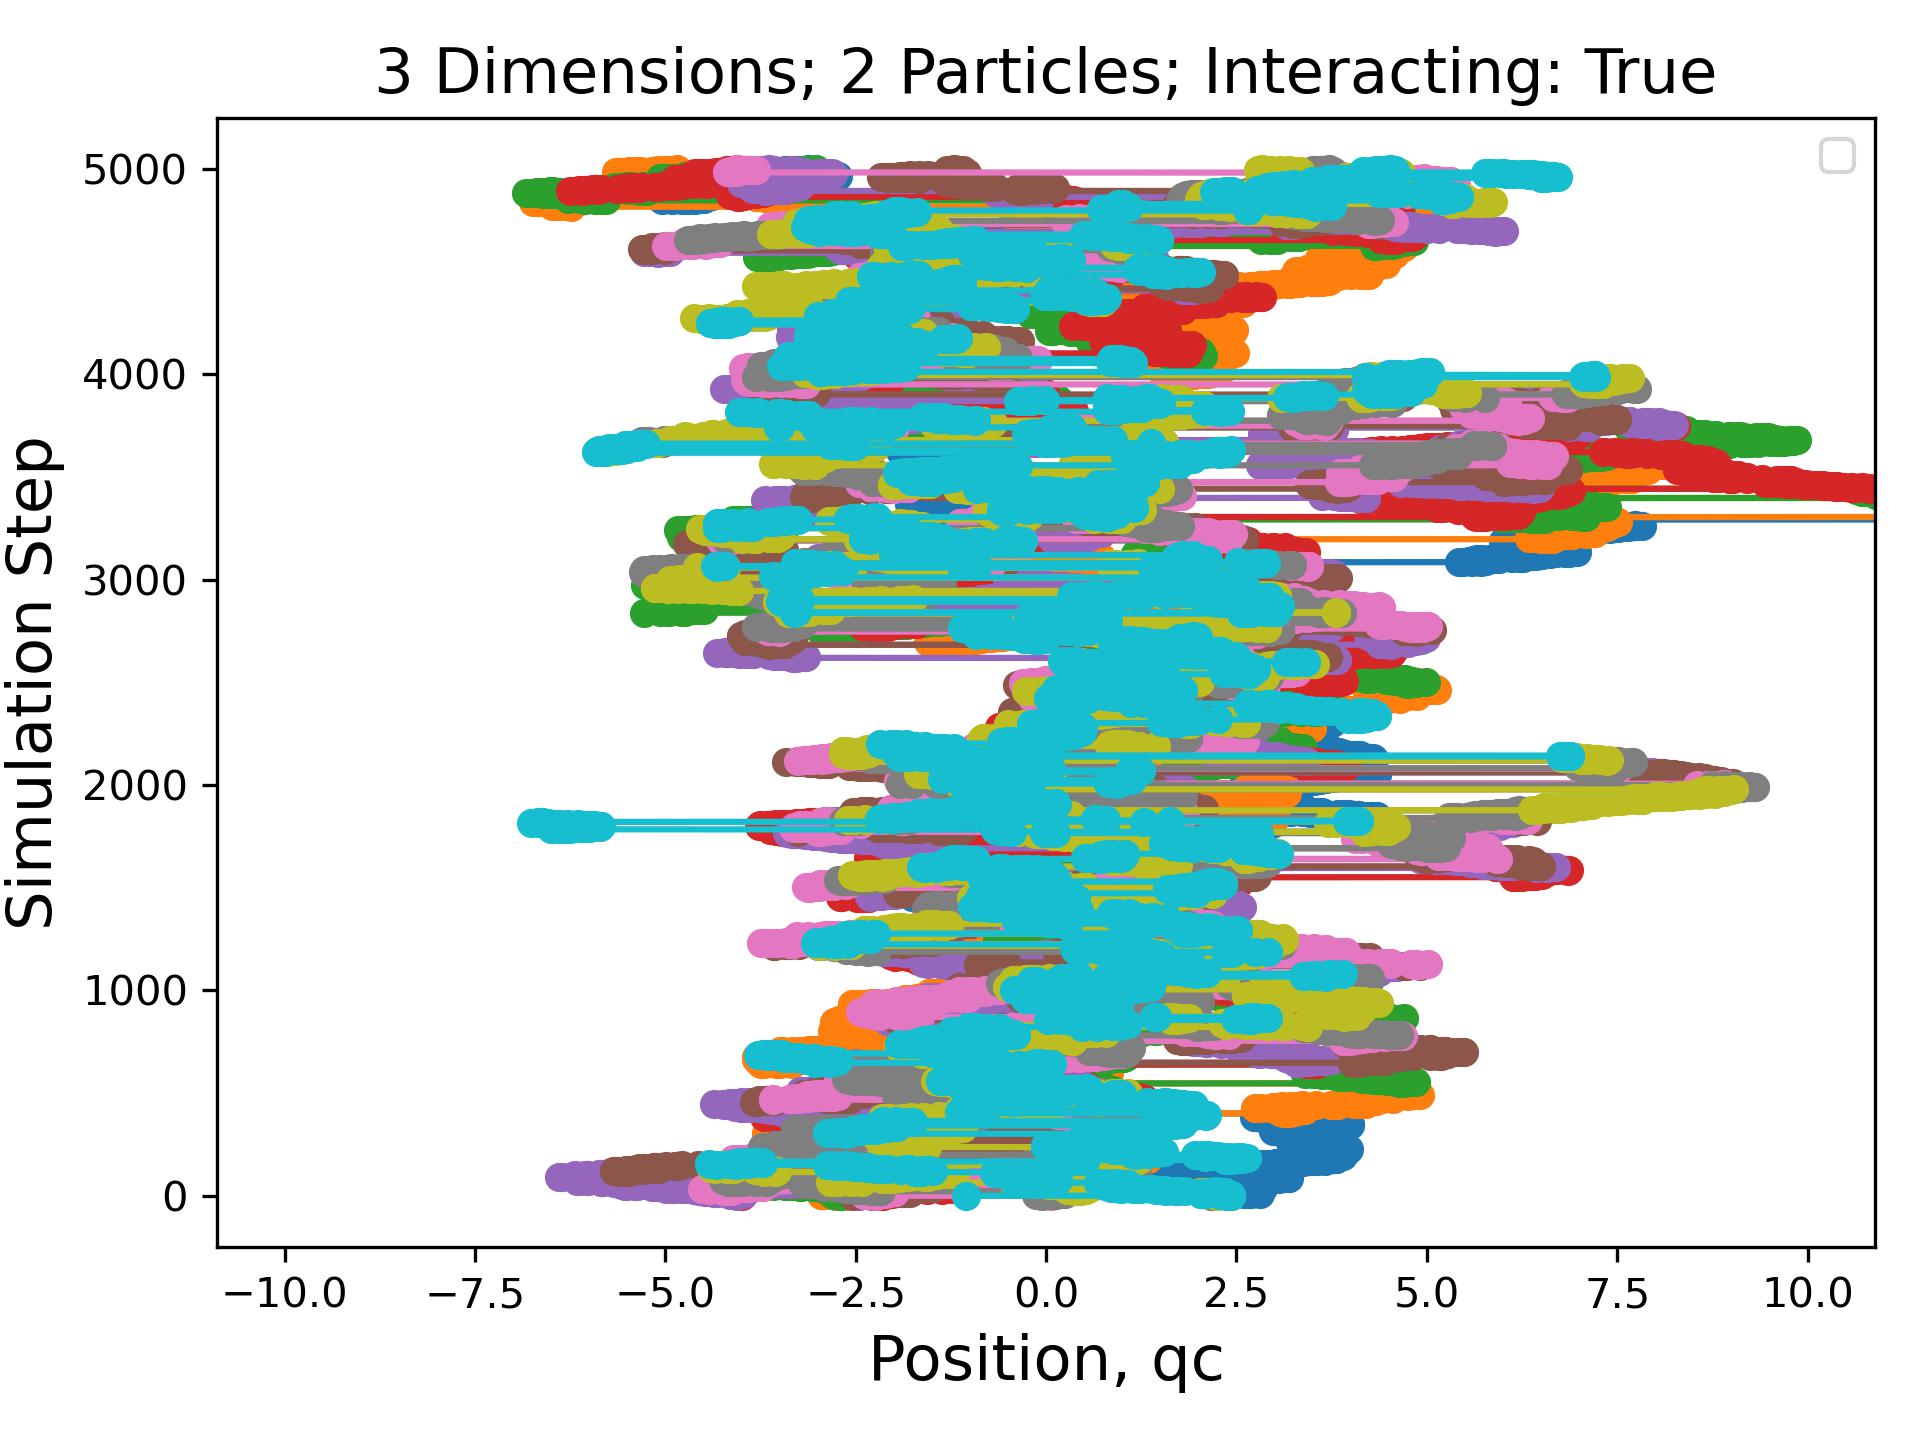 3 Dimensions; 2 Particles; Interacting: True
5000
4000
3000
2000
1000
0
Simulation Step
−10.0 −7.5 −5.0 −2.5 0.0 2.5 5.0 7.5 10.0
Position, qc